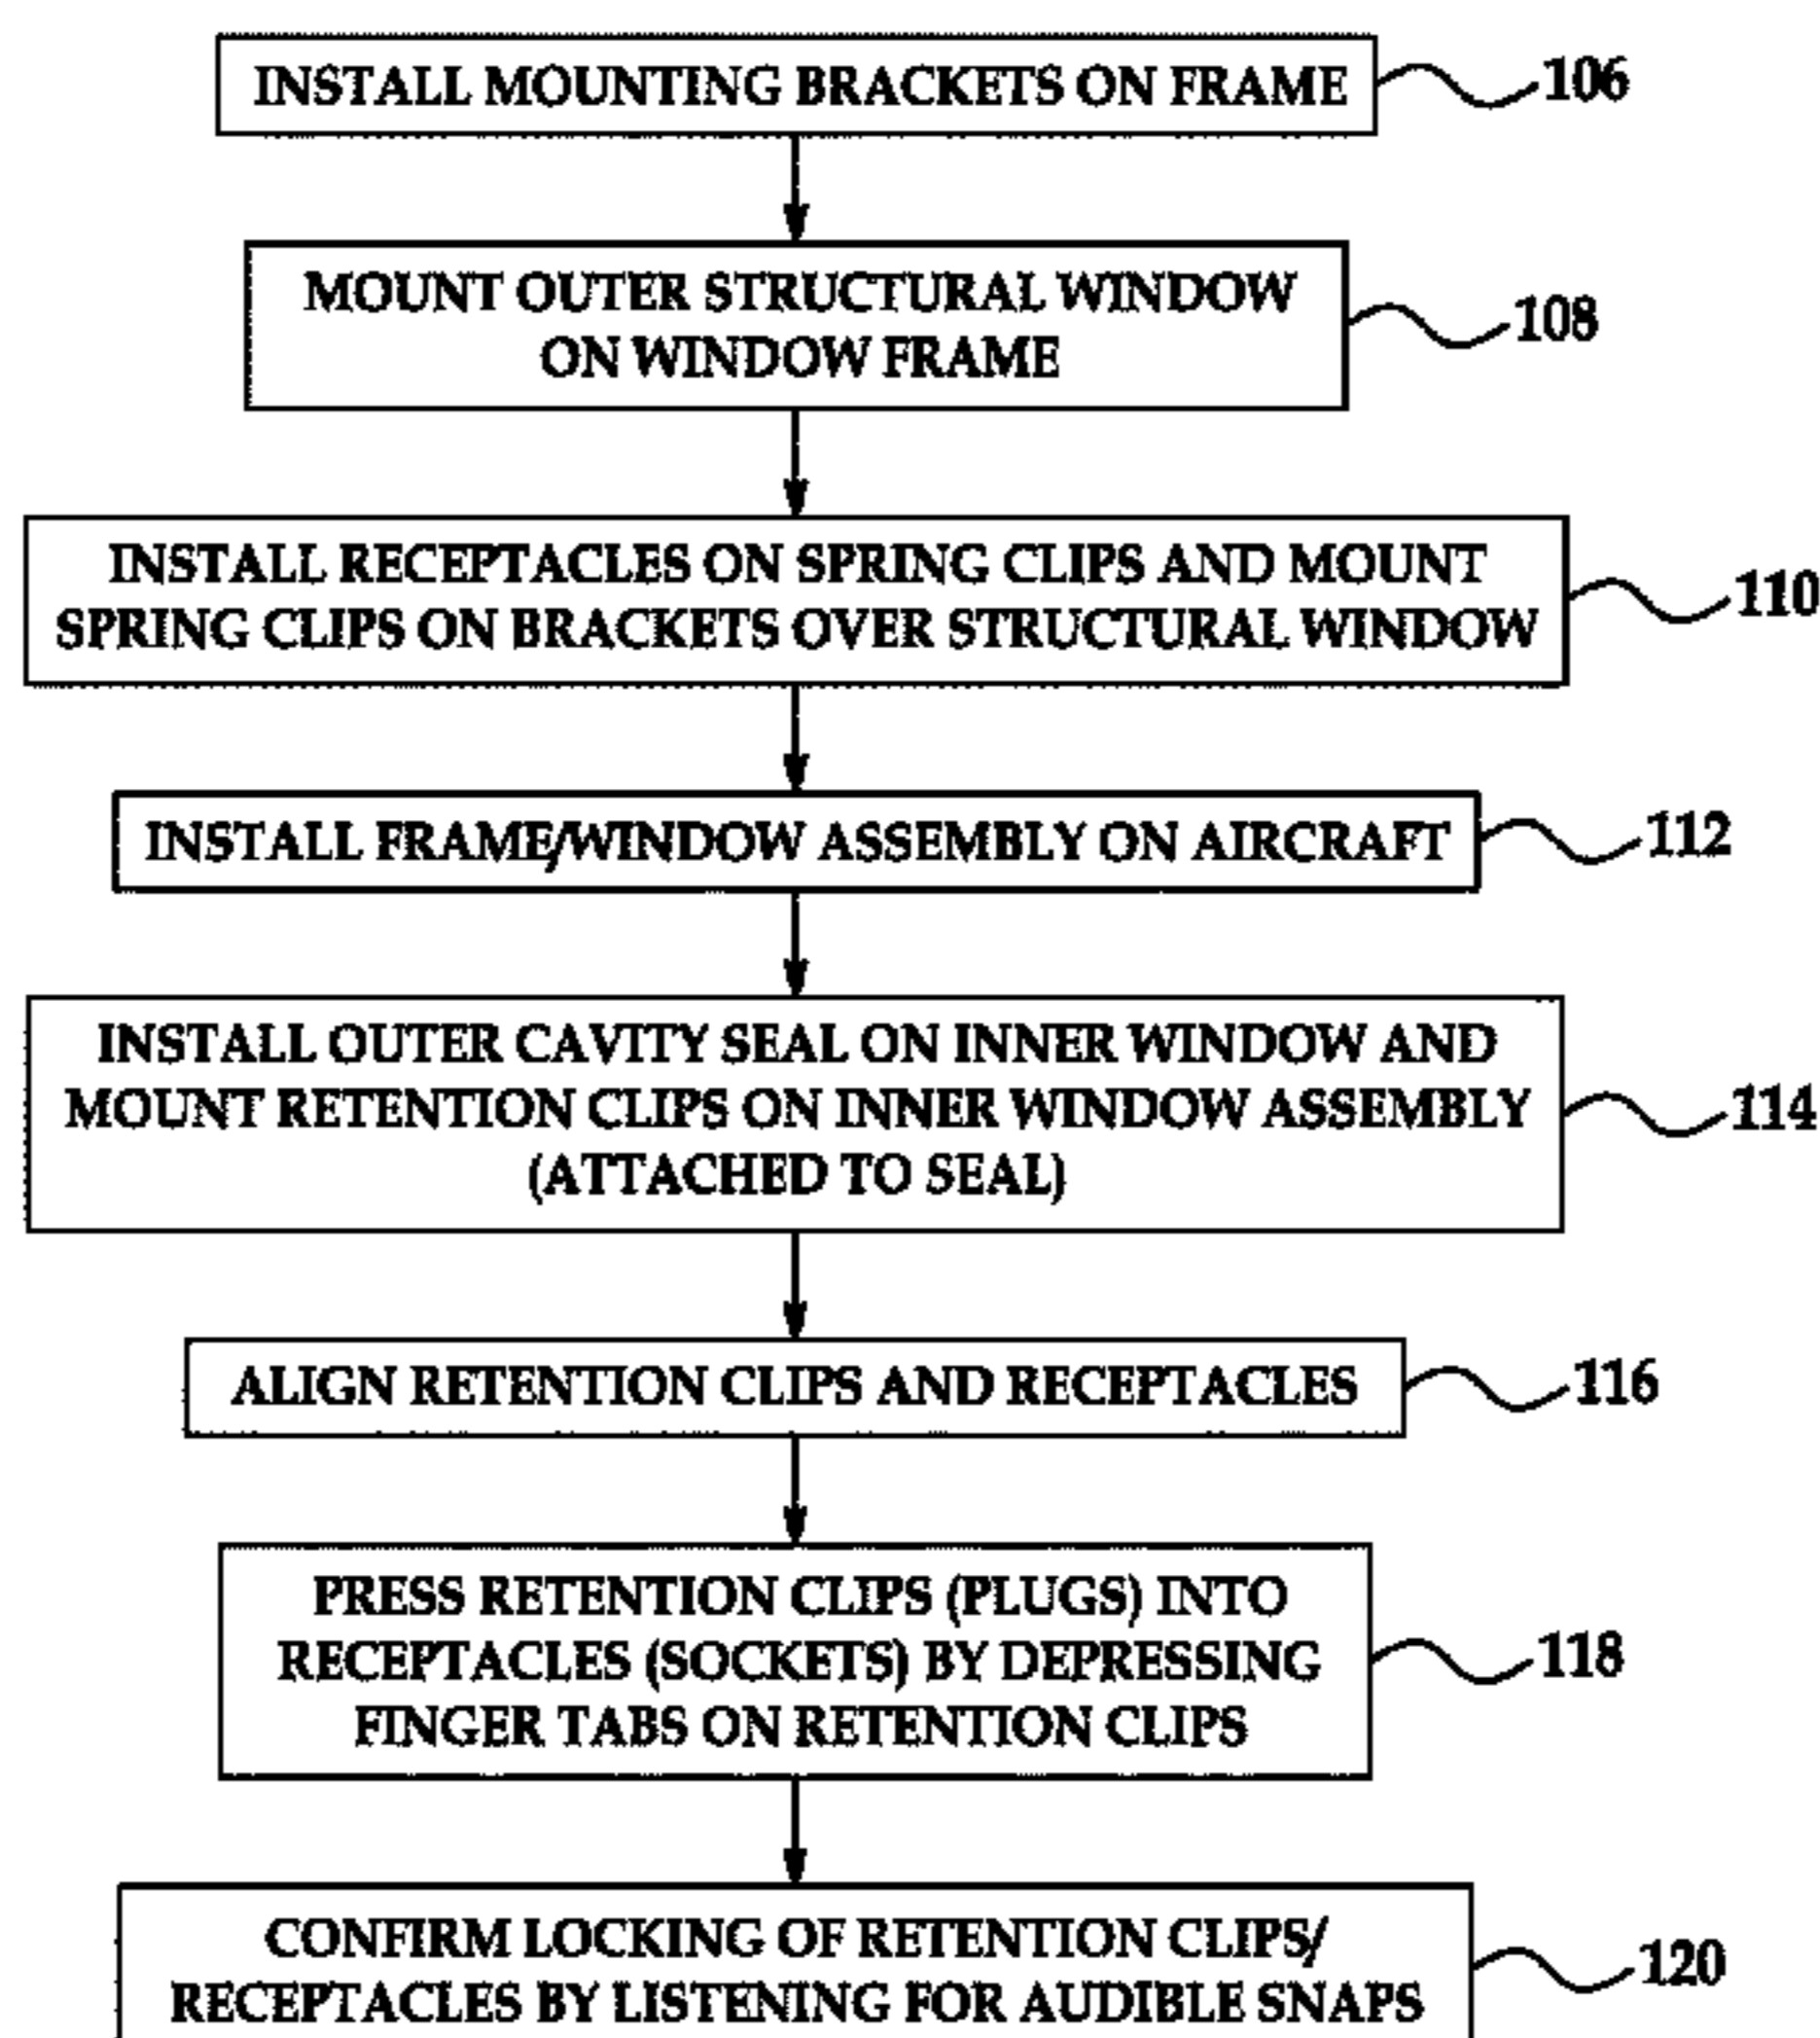 INSTALL MOUNTING BRACKETS ON FRAME
106
MOUNT OUTER STRUCTURAL WINDOW
ON WINDOW FRAME
108
INSTALL RECEPTACLES ON SPRING CLIPS AND MOUNT
SPRING CLIPS ON BRACKETS OVER STRUCTURAL WINDOW
110
INSTALL FRAME/WINDOW ASSEMBLY ON AIRCRAFT
112
INSTALL OUTER CAVITY SEAL ON INNER WINDOW AND
MOUNT RETENTION CLIPS ON INNER WINDOW ASSEMBLY
(ATTACHED TO SEAL)
114
ALIGN RETENTION CLIPS AND RECEPTACLES
116
PRESS RETENTION CLIPS (PLUGS) INTO
RECEPTACLES (SOCKETS) BY DEPRESSING
FINGER TABS ON RETENTION CLIPS
118
CONFIRM LOCKING OF RETENTION CLIPS/
RECEPTACLES BY LISTENING FOR AUDIBLE SNAPS
120